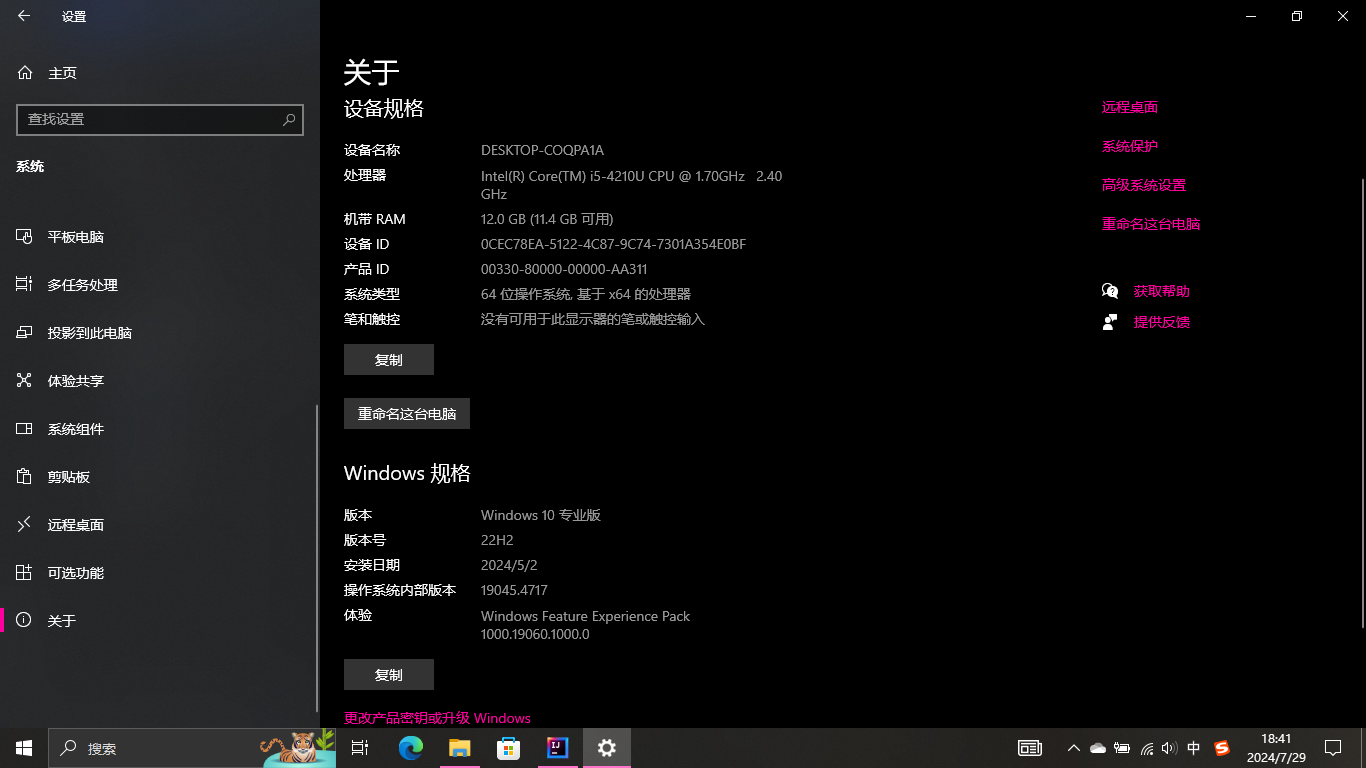 设置
主页
查找设置
系统
平板电脑
多任务处理
投影到此电脑
体验共享
系统组件
剪贴板
远程桌面
可选功能
关于
关于
设备规格
设备名称 DESKTOP-COQPA1A
处理器 Intel(R) Core(TM) i5-4210U CPU @ 1.70GHz 2.40
GHz
机带 RAM 12.0 GB (11.4 GB 可用)
设备 ID 0CEC78EA-5122-4C87-9C74-7301A354E0BF
产品 ID 00330-80000-00000-AA311
系统类型 64 位操作系统, 基于 x64 的处理器
笔和触控 没有可用于此显示器的笔或触控输入
复制
重命名这台电脑
Windows 规格
版本 Windows 10 专业版
版本号 22H2
安装日期 2024/5/2
操作系统内部版本 19045.4717
体验 Windows Feature Experience Pack
1000.19060.1000.0
复制
更改产品密钥或升级 Windows
远程桌面
系统保护
高级系统设置
重命名这台电脑
获取帮助
提供反馈
搜索
中
18:41
2024/7/29